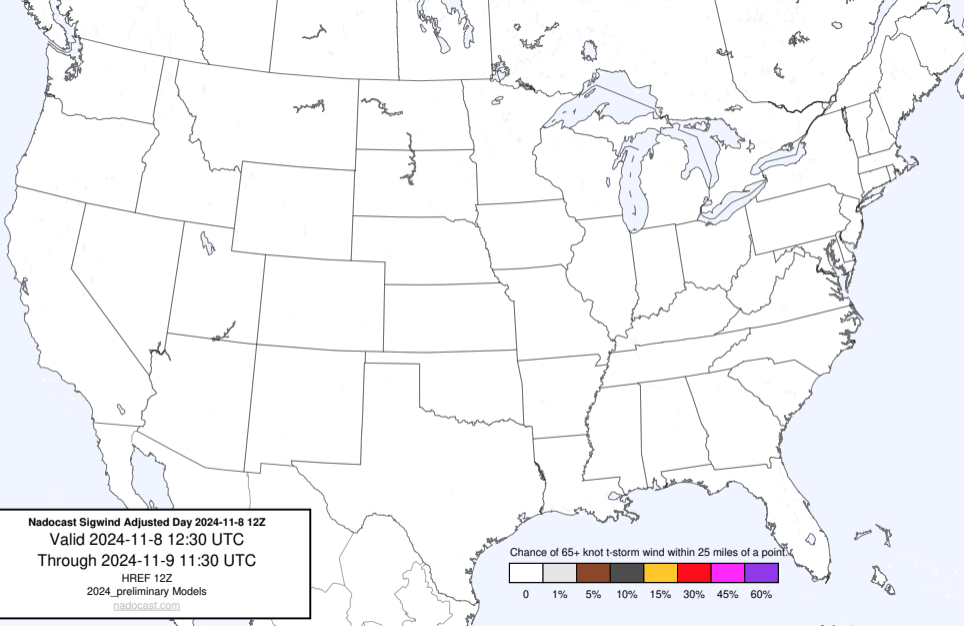 Nadocast Sigwind Adjusted Day 2024-11-8 12Z
Valid 2024-11-8 12:30 UTC
Through 2024-11-9 11:30 UTC
HREF 12Z
2024_preliminary Models
nadocast.com
Chance of 65+ knot t-storm wind within 25 miles of a point.
0 1% 5% 10% 15% 30% 45% 60%